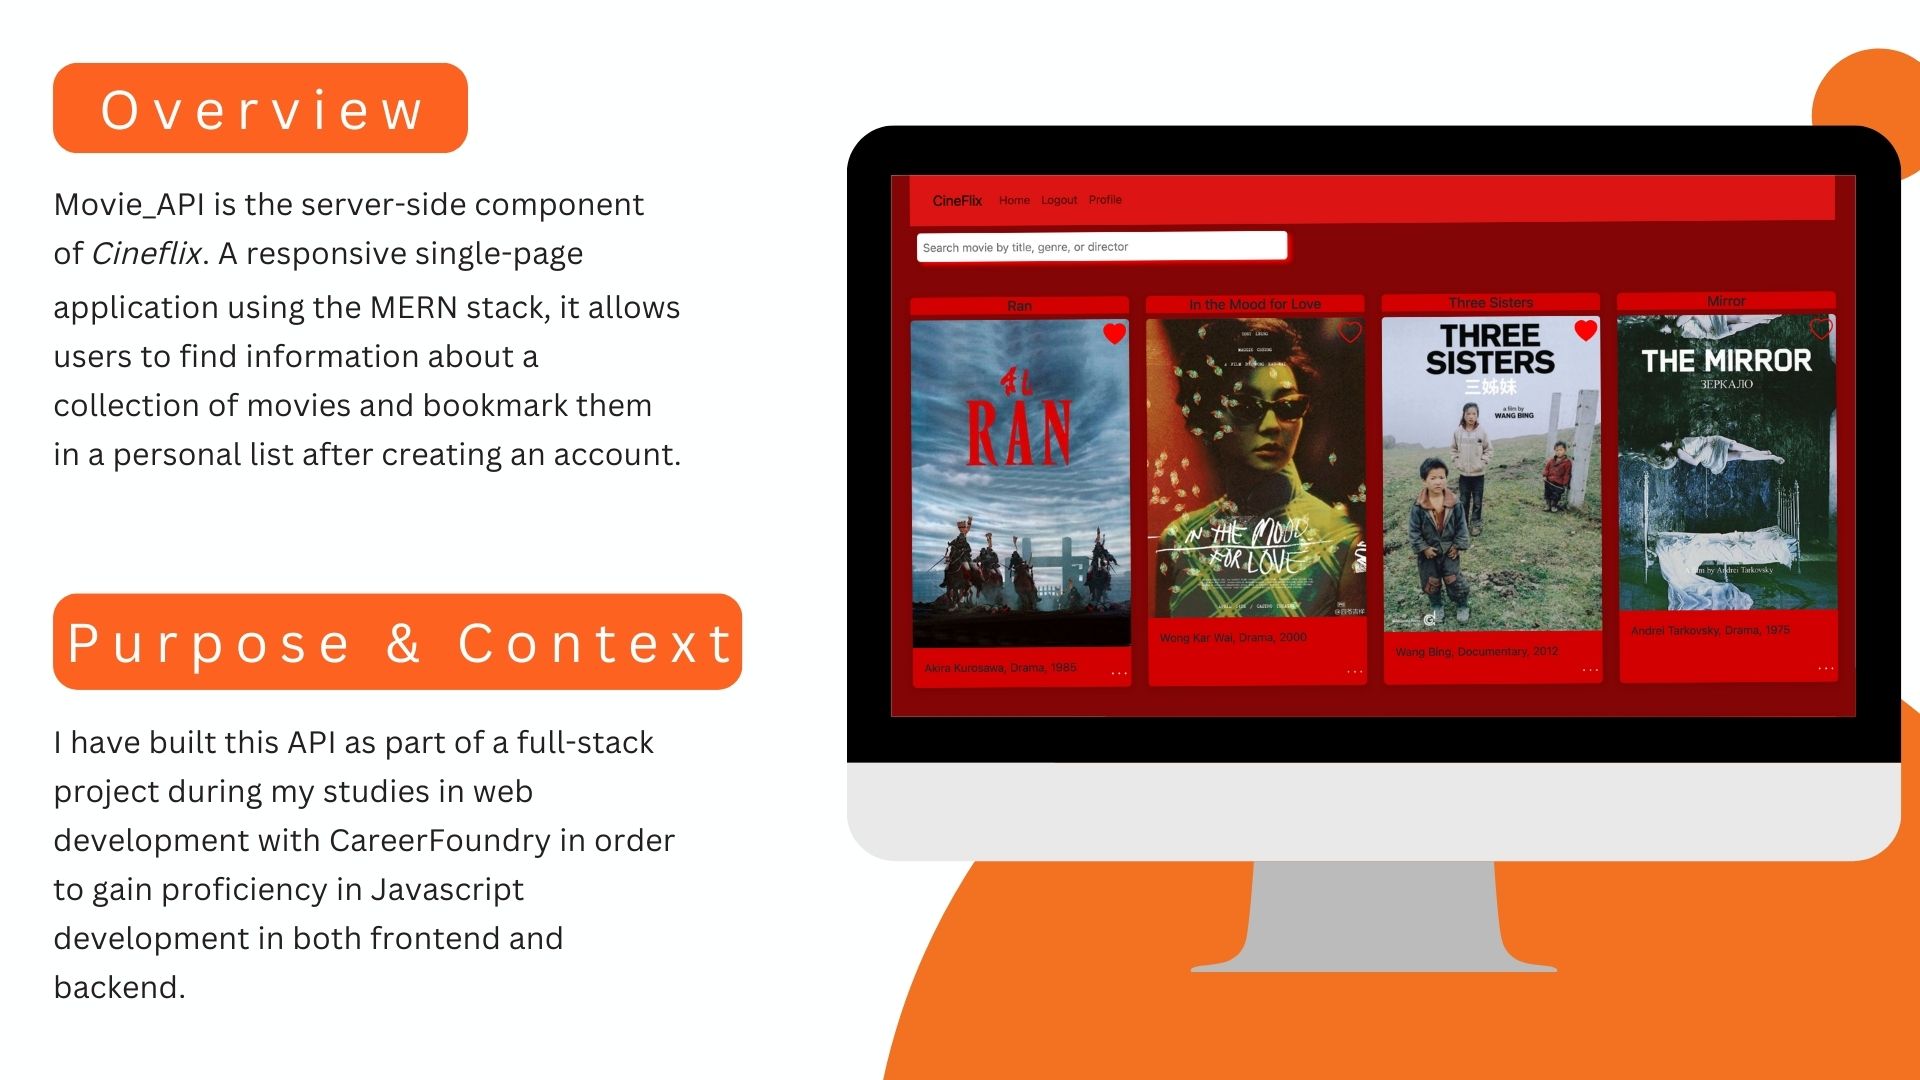 Overview
Movie_API is the server-side component
of Cineflix. A responsive single-page
application using the MERN stack, it allows
users to find information about a
collection of movies and bookmark them
in a personal list after creating an account.
Purpose & Context
I have built this API as part of a full-stack
project during my studies in web
development with CareerFoundry in order
to gain proficiency in Javascript
development in both frontend and
backend.
CineFlix Home Logout Profile
Search movie by title, genre, or director
Ran
乱
RAN
Akira Kurosawa, Drama, 1985
...
In the Mood for Love
TONY LEUNG
MAGGIE CHEUNG
IN THE MOOD
FOR LOVE
Wong Kar Wai, Drama, 2000
...
Three Sisters
THREE
SISTERS
三姊妹
a film by
WANG BING
Wang Bing, Documentary, 2012
...
Mirror
THE MIRROR
ЗЕРКАЛО
A film by Andrei Tarkovsky
Andrei Tarkovsky, Drama, 1975
...